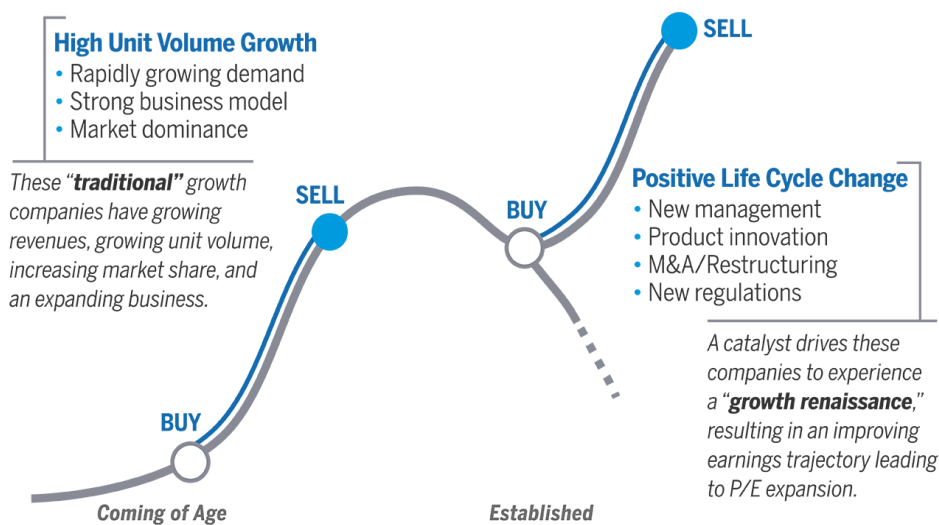 High Unit Volume Growth
• Rapidly growing demand
• Strong business model
• Market dominance
These “traditional” growth
companies have growing
revenues, growing unit volume,
increasing market share, and
an expanding business.
BUY
SELL
BUY
SELL
Positive Life Cycle Change
• New management
• Product innovation
• M&A/Restructuring
• New regulations
A catalyst drives these
companies to experience
a “growth renaissance,”
resulting in an improving
earnings trajectory leading
to P/E expansion.
Coming of Age
Established